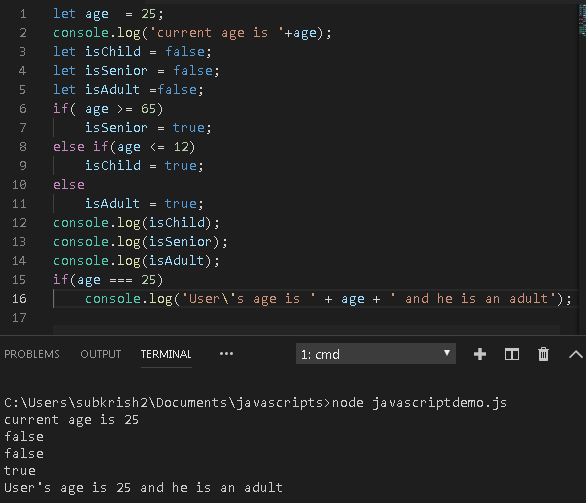 1 let age  = 25;
2 console.log('current age is '+age);
3 let isChild = false;
4 let isSenior = false;
5 let isAdult =false;
6 if( age >= 65)
7     isSenior = true;
8 else if(age <= 12)
9     isChild = true;
10 else
11     isAdult = true;
12 console.log(isChild);
13 console.log(isSenior);
14 console.log(isAdult);
15 if(age === 25)
16     console.log('User\'s age is ' + age + ' and he is an adult');
17
PROBLEMS OUTPUT TERMINAL ••• 1: cmd
C:\Users\subkrish2\Documents\javascripts>node javascriptdemo.js
current age is 25
false
false
true
User's age is 25 and he is an adult